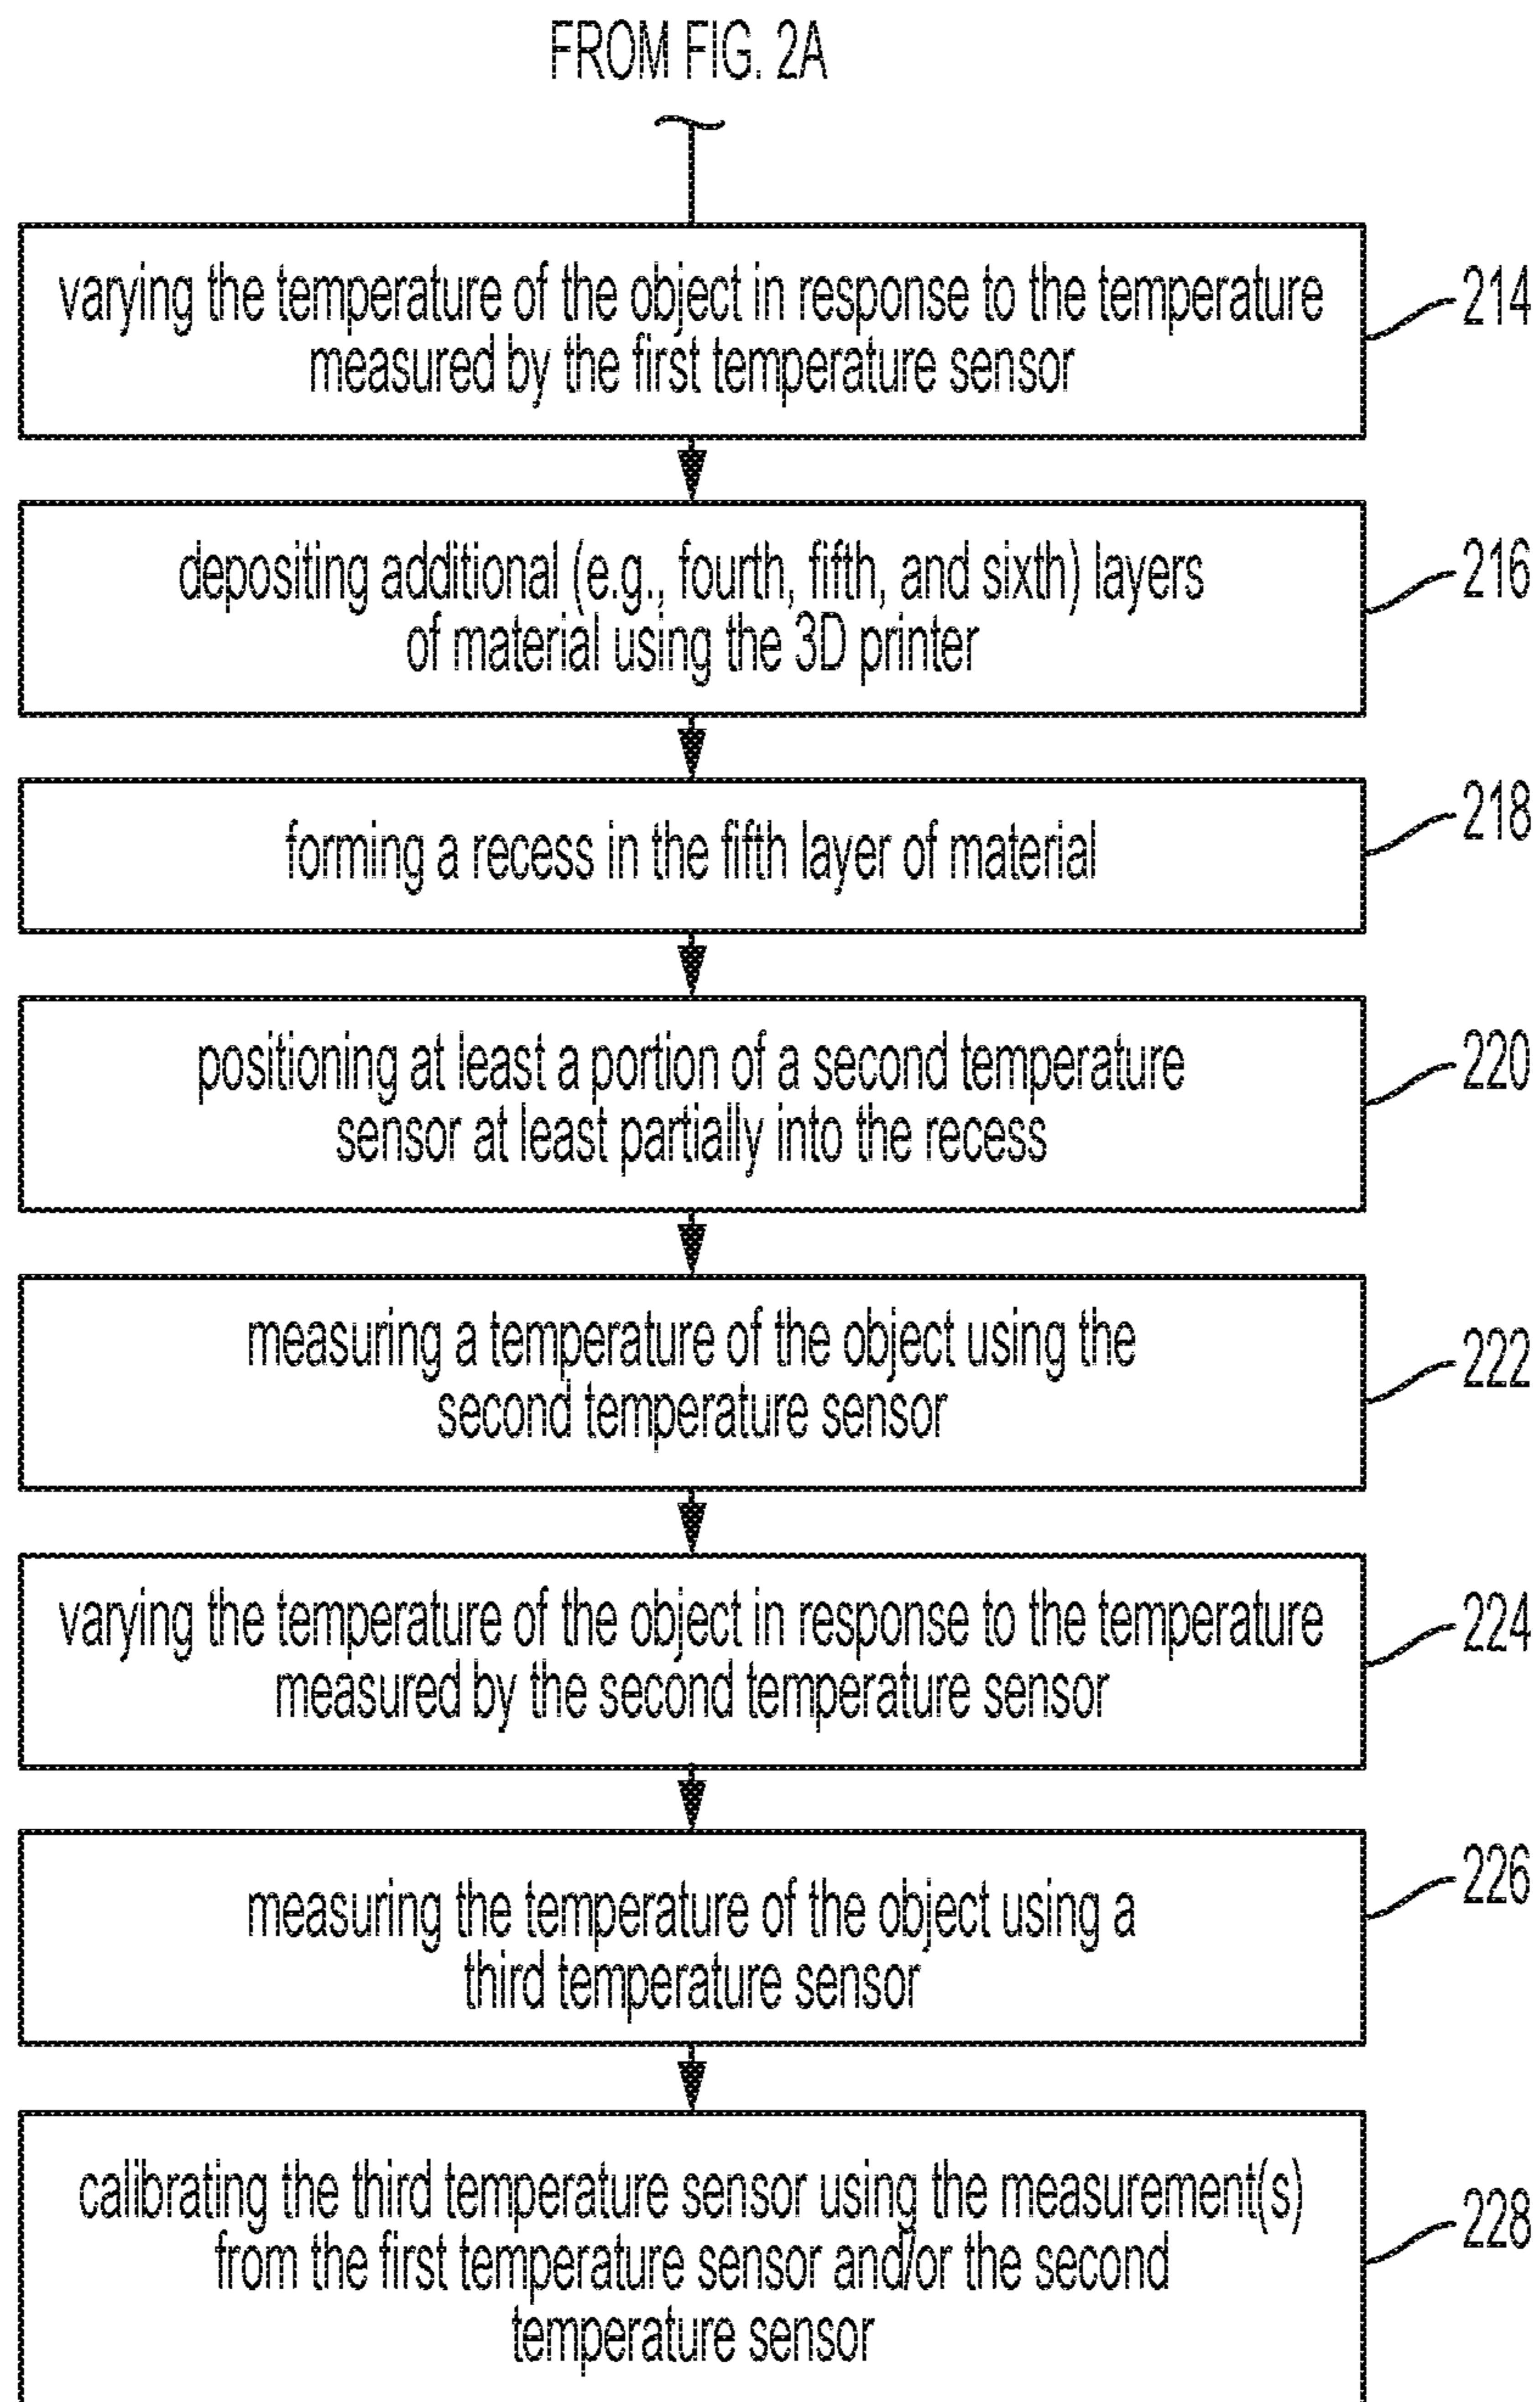 FROM FIG. 2A
varying the temperature of the object in response to the temperature
measured by the first temperature sensor
214
depositing additional (e.g., fourth, fifth, and sixth) layers
of material using the 3D printer
216
forming a recess in the fifth layer of material
218
positioning at least a portion of a second temperature
sensor at least partially into the recess
220
measuring a temperature of the object using the
second temperature sensor
222
varying the temperature of the object in response to the temperature
measured by the second temperature sensor
224
measuring the temperature of the object using a
third temperature sensor
226
calibrating the third temperature sensor using the measurement(s)
from the first temperature sensor and/or the second
temperature sensor
228